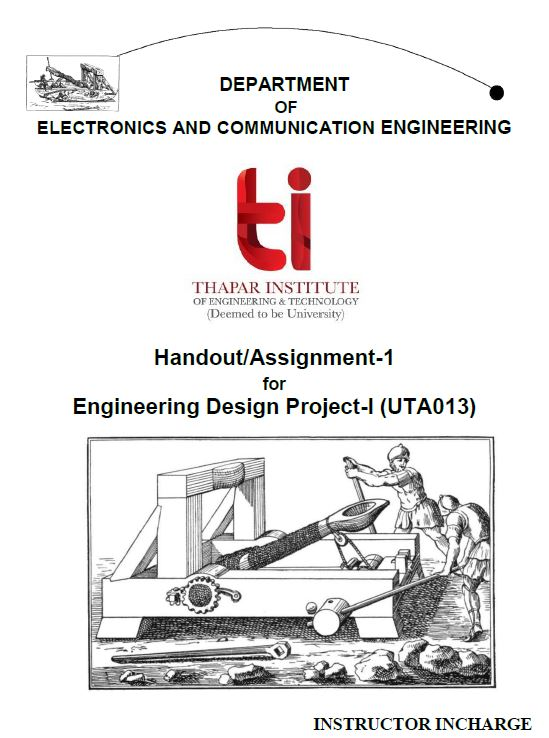 DEPARTMENT
OF
ELECTRONICS AND COMMUNICATION ENGINEERING
ti
THAPAR INSTITUTE
OF ENGINEERING & TECHNOLOGY
(Deemed to be University)
Handout/Assignment-1
for
Engineering Design Project-I (UTA013)
INSTRUCTOR INCHARGE